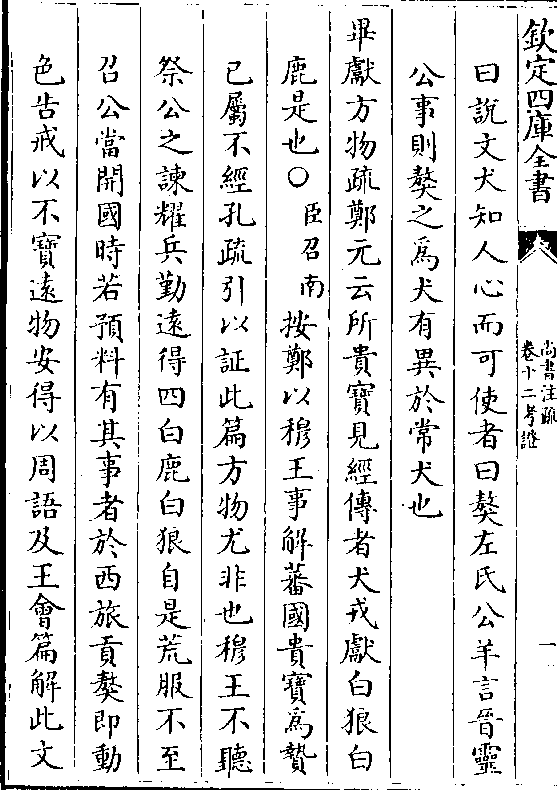 欽定四庫全書
尚書注疏
卷十二考證
一
曰說文犬知人心而可使者曰獒左氏公羊言晉靈
公事則獒之為犬有異於常犬也
畢獻方物疏鄭元云所貴寶見經傳者犬戎獻白狼白
鹿是也○臣召南按鄭以穆王事解蕃國貴寶為贄
已屬不經孔疏引以証此篇方物尤非也穆王不聽
祭公之諫耀兵勤遠得四白鹿白狼自是荒服不至
召公當開國時若預料有其事者於西旅貢獒即動
色告戒以不寶遠物安得以周語及王會篇解此文